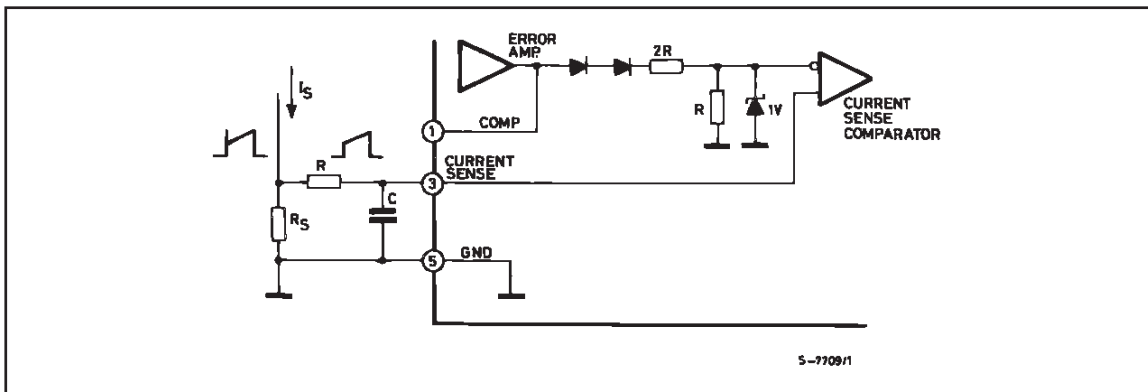 ERROR
AMP.
2R
R
1V
CURRENT
SENSE
COMPARATOR
IS
1
COMP
CURRENT
SENSE
R
3
C
RS
5
GND
S-7709/1